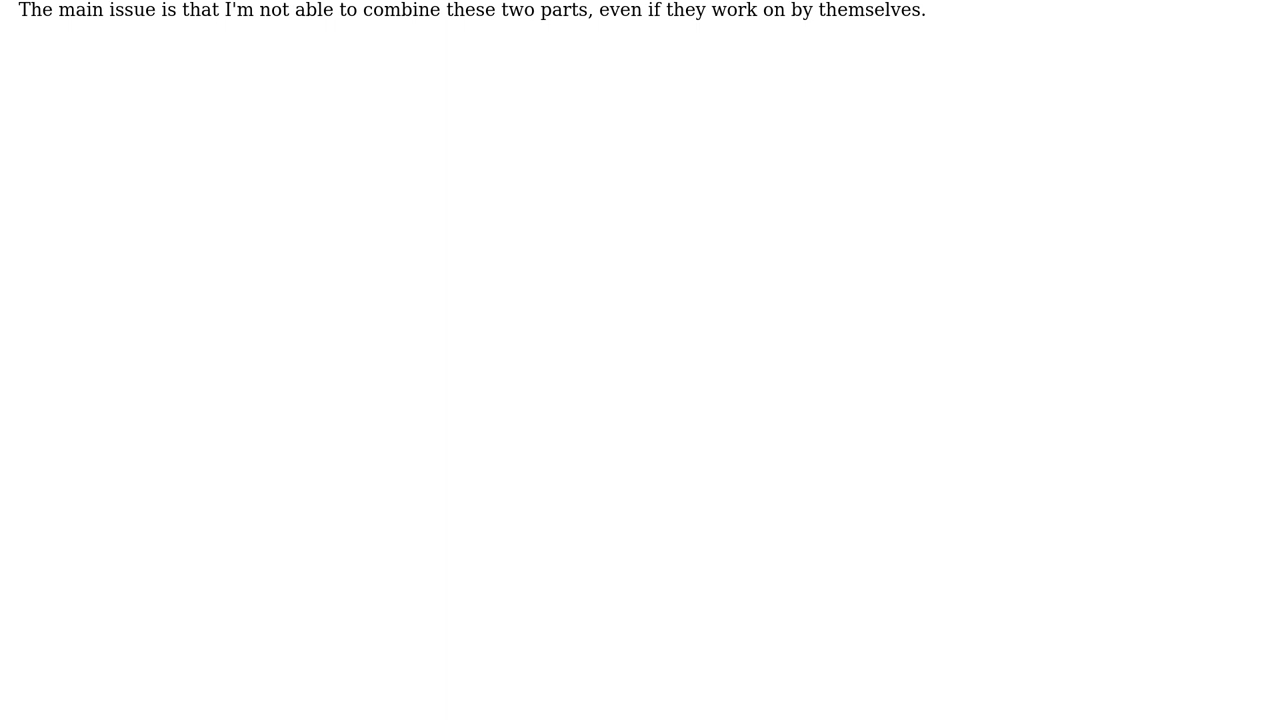 The main issue is that I'm not able to combine these two parts, even if they work on by themselves.